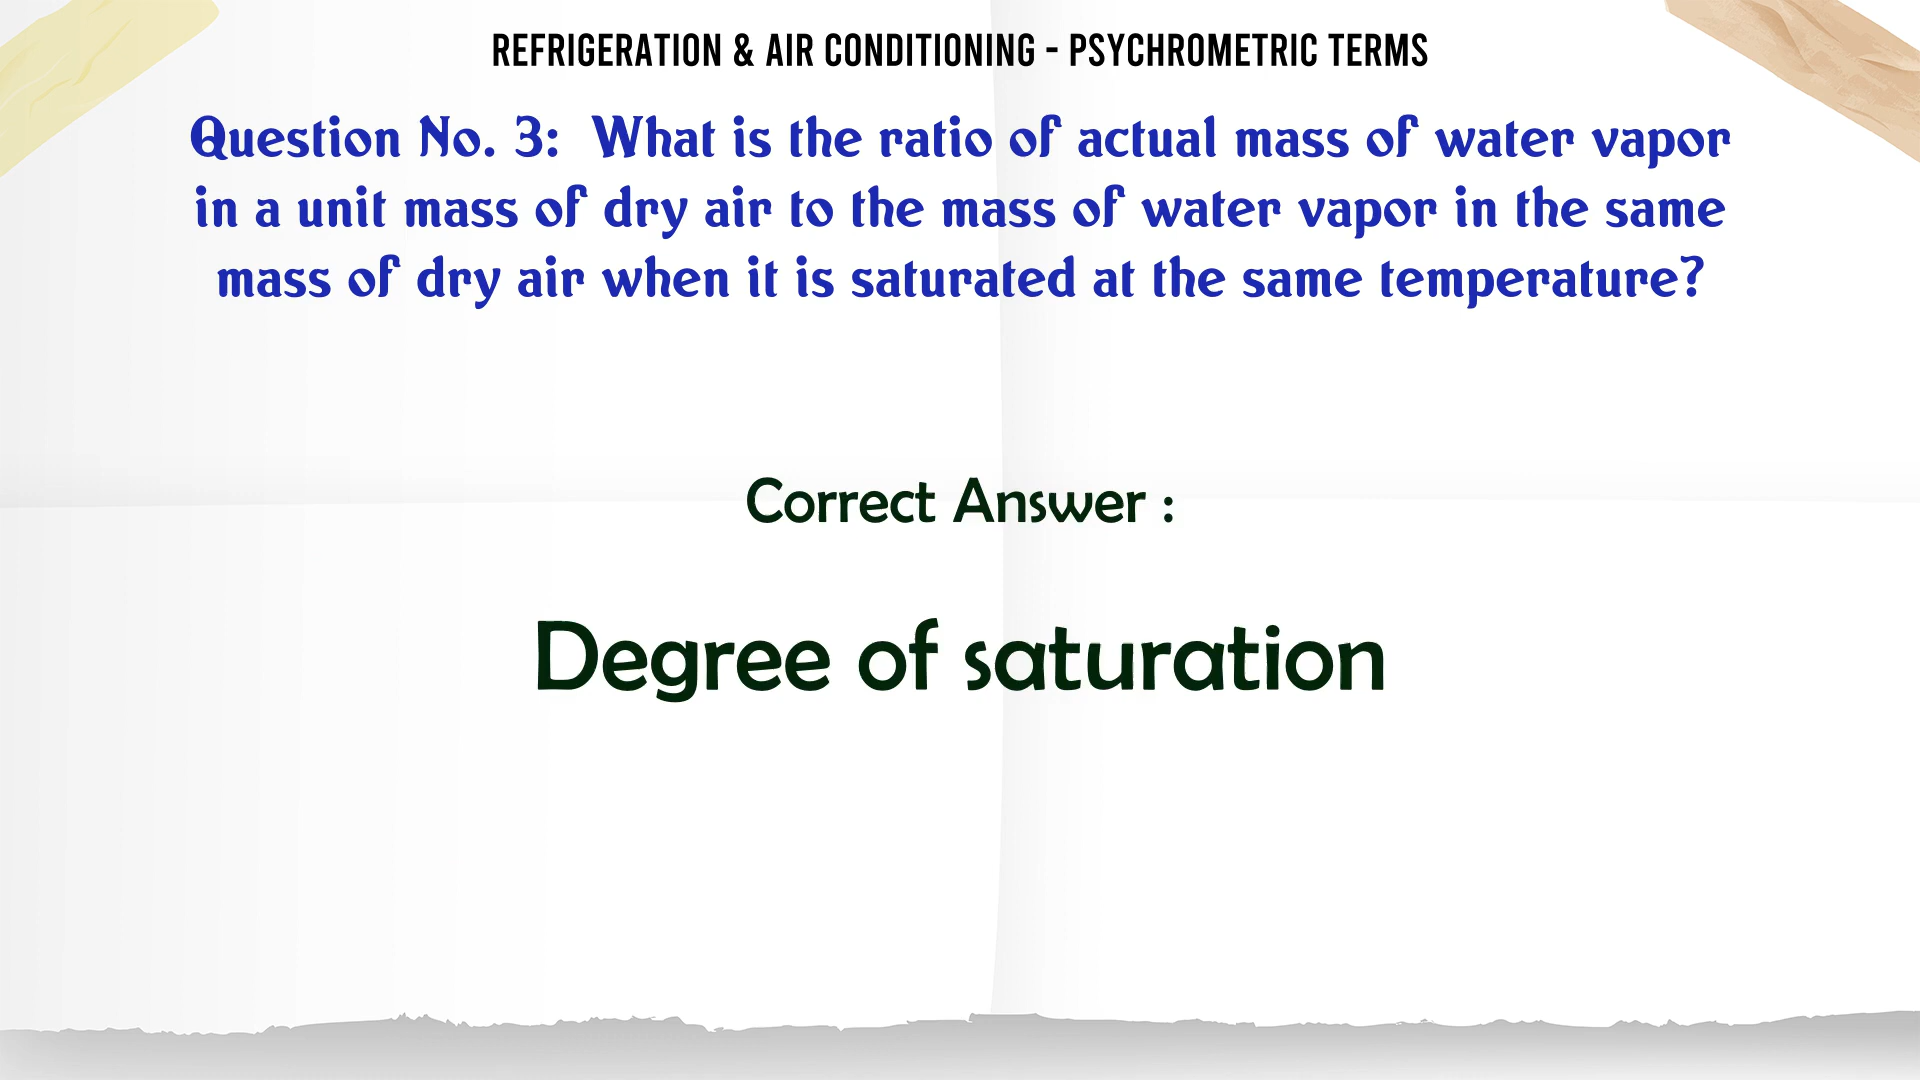 REFRIGERATION & AIR CONDITIONING - PSYCHROMETRIC TERMS
Question No. 3: What is the ratio of actual mass of water vapor
in a unit mass of dry air to the mass of water vapor in the same
mass of dry air when it is saturated at the same temperature?
Correct Answer :
Degree of saturation